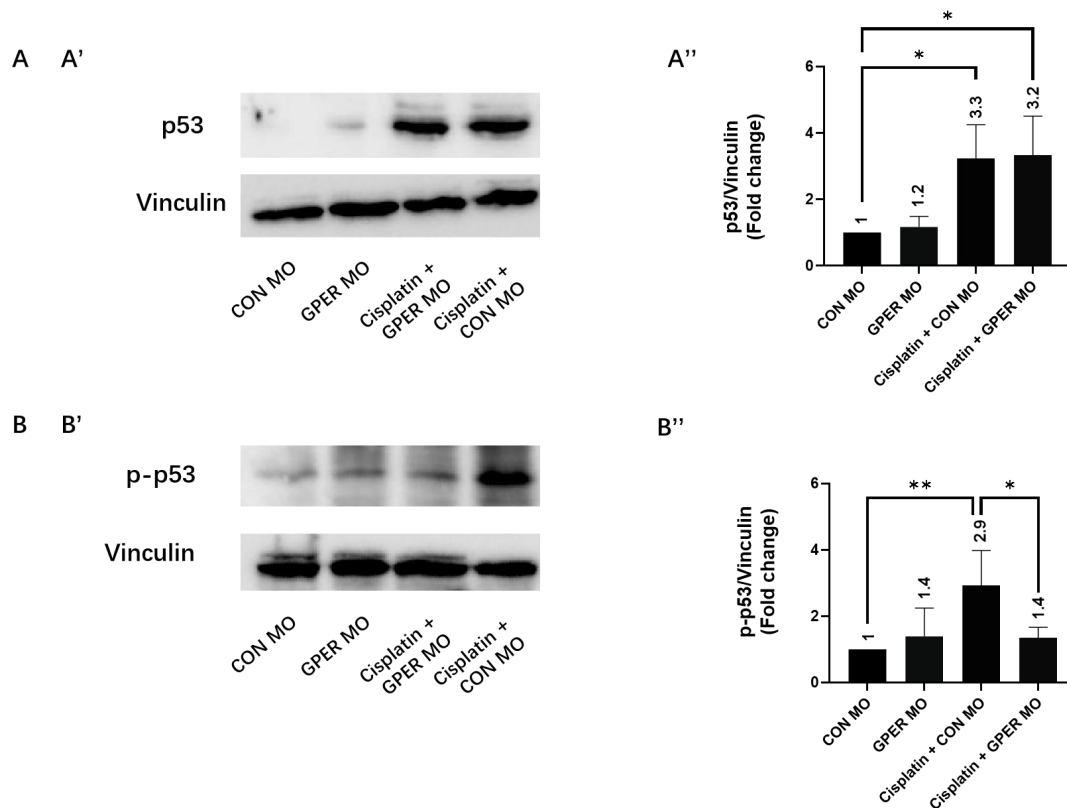 A A’ A’’
p53
Vinculin
CON MO
GPER MO
Cisplatin +
GPER MO
Cisplatin +
CON MO
p53/Vinculin
(Fold change)
6
4
2
0
*
*
1
1.2
3.3
3.2
CON MO
GPER MO
Cisplatin + CON MO
Cisplatin + GPER MO
B B’ B’’
p-p53
Vinculin
CON MO
GPER MO
Cisplatin +
GPER MO
Cisplatin +
CON MO
p-p53/Vinculin
(Fold change)
6
4
2
0
**
*
1
1.4
2.9
1.4
CON MO
GPER MO
Cisplatin + CON MO
Cisplatin + GPER MO